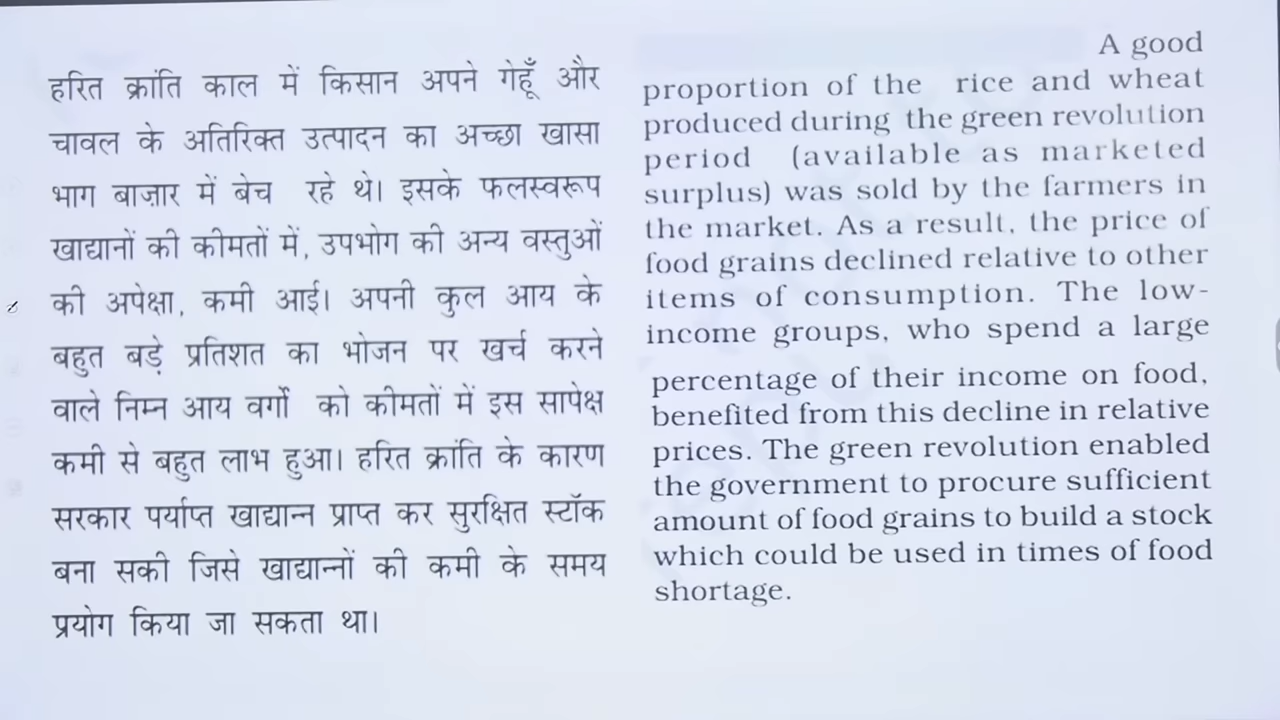 हरित क्रांति काल में किसान अपने गेहूँ और
चावल के अतिरिक्त उत्पादन का अच्छा खासा
भाग बाज़ार में बेच रहे थे। इसके फलस्वरूप
खाद्यानों की कीमतों में, उपभोग की अन्य वस्तुओं
की अपेक्षा, कमी आई। अपनी कुल आय के
बहुत बड़े प्रतिशत का भोजन पर खर्च करने
वाले निम्न आय वर्गों को कीमतों में इस सापेक्ष
कमी से बहुत लाभ हुआ। हरित क्रांति के कारण
सरकार पर्याप्त खाद्यान्न प्राप्त कर सुरक्षित स्टॉक
बना सकी जिसे खाद्यान्नों की कमी के समय
प्रयोग किया जा सकता था।
A good
proportion of the rice and wheat
produced during the green revolution
period (available as marketed
surplus) was sold by the farmers in
the market. As a result, the price of
food grains declined relative to other
items of consumption. The low-
income groups, who spend a large
percentage of their income on food,
benefited from this decline in relative
prices. The green revolution enabled
the government to procure sufficient
amount of food grains to build a stock
which could be used in times of food
shortage.